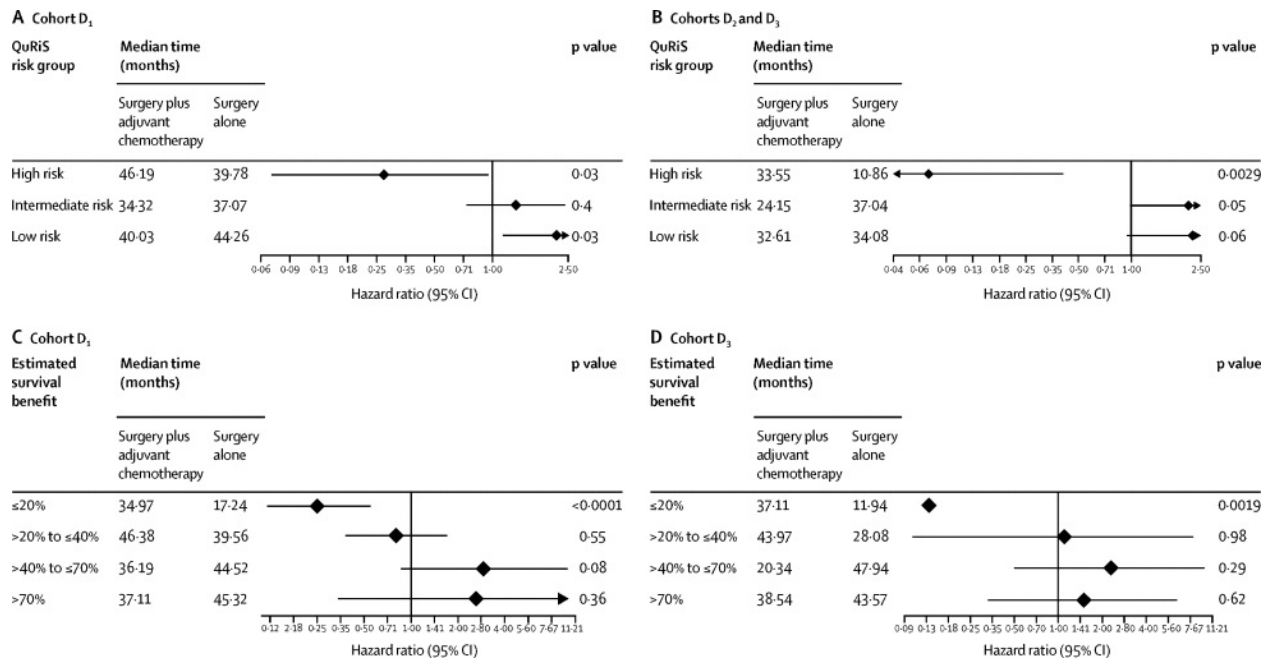 A Cohort D₁
QuRiS risk group
Median time (months)
p value
Surgery plus adjuvant chemotherapy
Surgery alone
High risk 46·19 39·78 0·03
Intermediate risk 34·32 37·07 0·4
Low risk 40·03 44·26 0·03
0·06 0·09 0·13 0·18 0·25 0·35 0·50 0·71 1·00 2·50
Hazard ratio (95% CI)
B Cohorts D₂ and D₃
QuRiS risk group
Median time (months)
p value
Surgery plus adjuvant chemotherapy
Surgery alone
High risk 33·55 10·86 0·0029
Intermediate risk 24·15 37·04 0·05
Low risk 32·61 34·08 0·06
0·04 0·06 0·09 0·13 0·18 0·25 0·35 0·50 0·71 1·00 2·50
Hazard ratio (95% CI)
C Cohort D₁
Estimated survival benefit
Median time (months)
p value
Surgery plus adjuvant chemotherapy
Surgery alone
≤20% 34·97 17·24 <0·0001
>20% to ≤40% 46·38 39·56 0·55
>40% to ≤70% 36·19 44·52 0·08
>70% 37·11 45·32 0·36
0·12 2·18 0·25 0·35 0·50 0·71 1·00 1·41 2·00 2·80 4·00 5·60 7·67 11·21
Hazard ratio (95% CI)
D Cohort D₃
Estimated survival benefit
Median time (months)
p value
Surgery plus adjuvant chemotherapy
Surgery alone
≤20% 37·11 11·94 0·0019
>20% to ≤40% 43·97 28·08 0·98
>40% to ≤70% 20·34 47·94 0·29
>70% 38·54 43·57 0·62
0·09 0·13 0·18 0·25 0·35 0·50 0·70 1·00 1·41 2·00 2·80 4·00 5·60 7·67 11·21
Hazard ratio (95% CI)